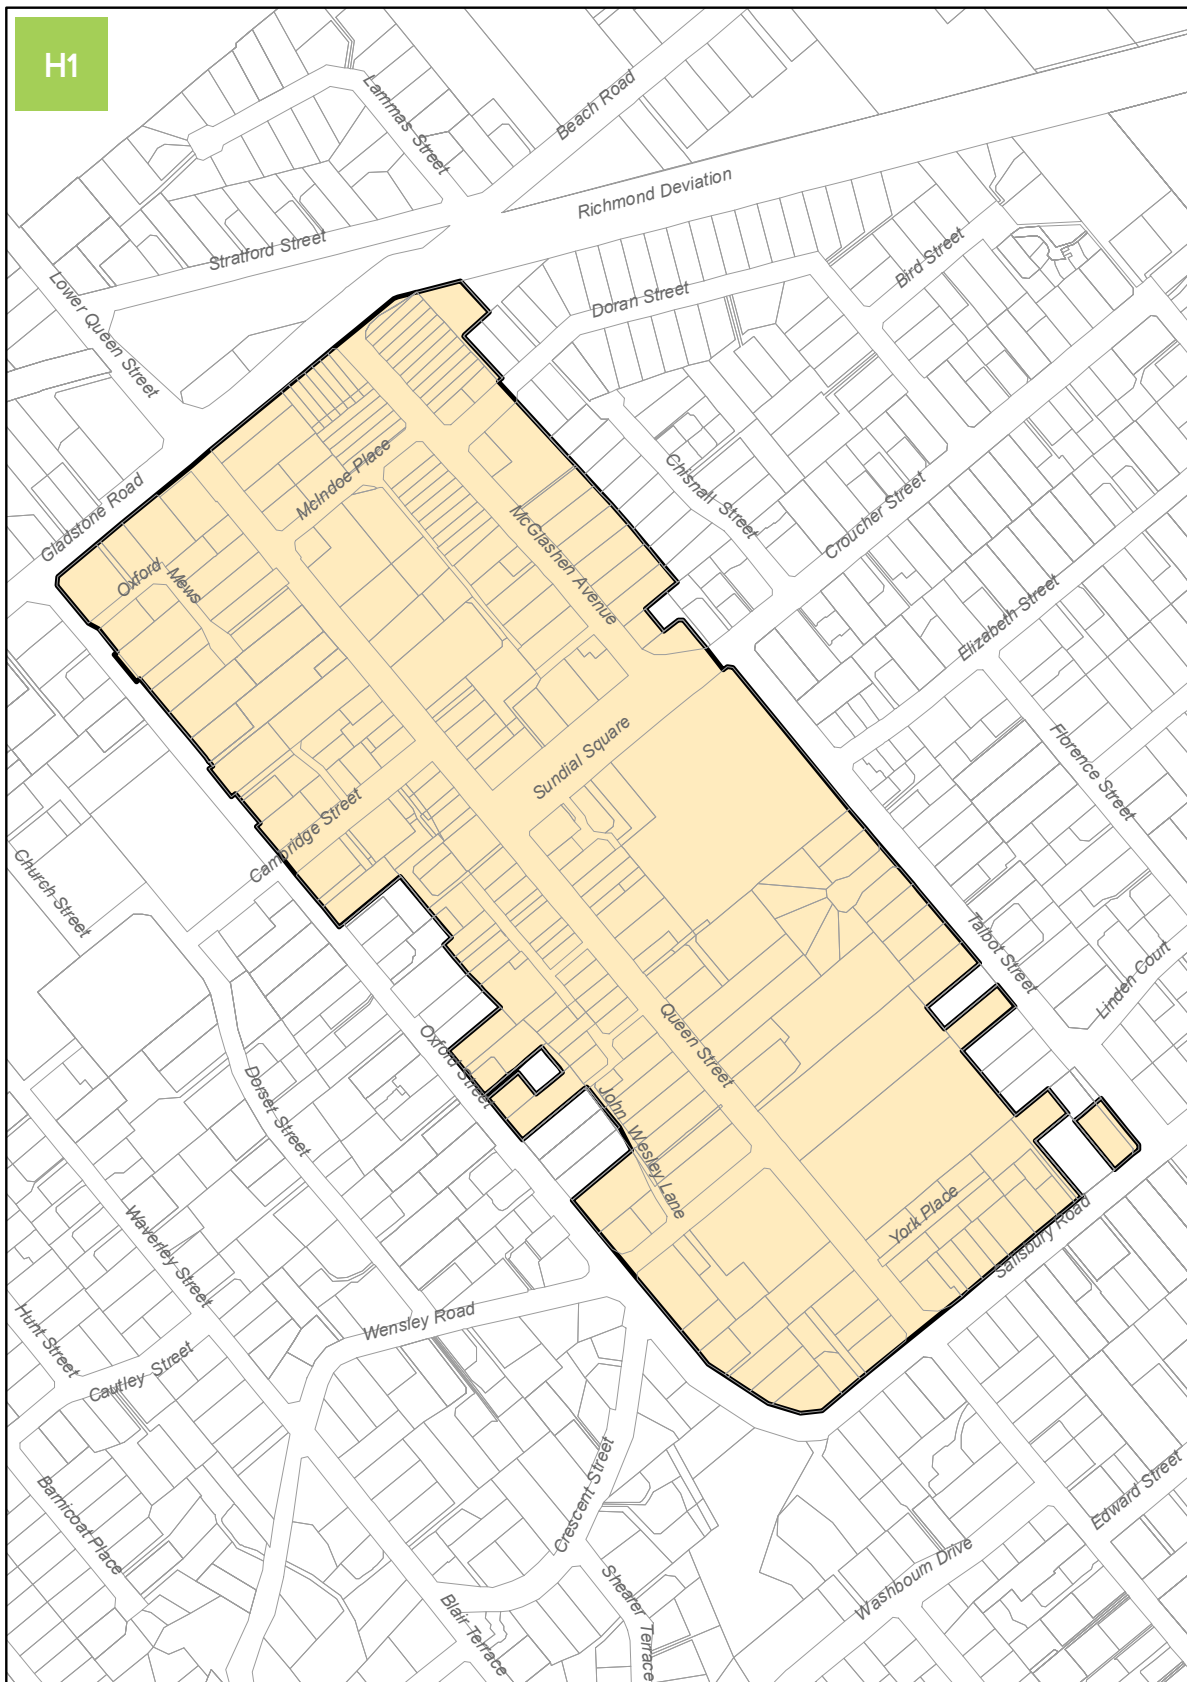 H1
Lammas Street
Beach Road
Richmond Deviation
Stratford Street
Bird Street
Lower Queen Street
Doran Street
McIndoe Place
Gladstone Road
Chisnall Street
Croucher Street
McGlashen Avenue
Oxford Mews
Elizabeth Street
Sundial Square
Florence Street
Cambridge Street
Church Street
Talbot Street
Linden Court
Queen Street
Oxford Street
Dorset Street
John Wesley Lane
York Place
Salisbury Road
Waverley Street
Wensley Road
Hunt Street
Cautley Street
Crescent Street
Edward Street
Barnicoat Place
Washbourn Drive
Shearer Terrace
Blair Terrace